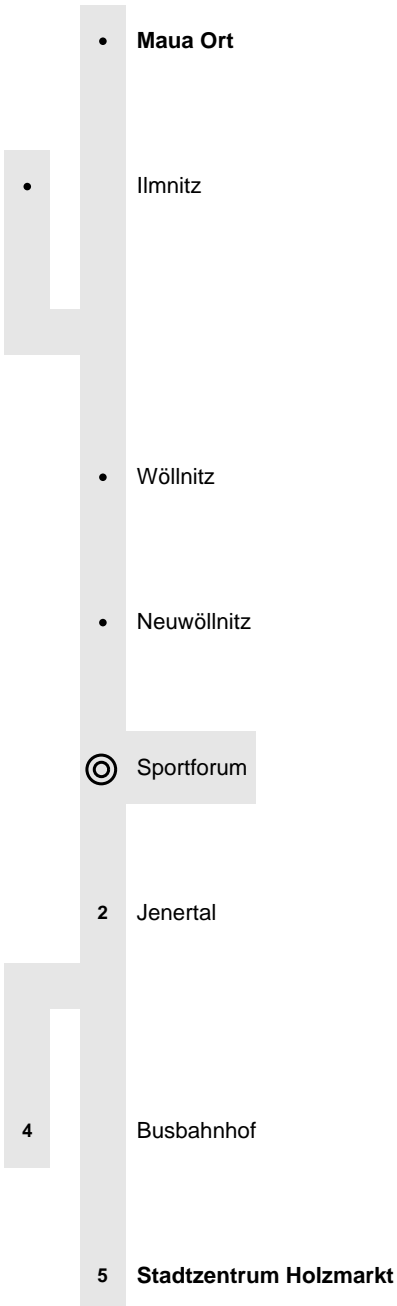 Maua Ort
Ilmnitz
Wöllnitz
Neuwöllnitz
Sportforum
2 Jenertal
4 Busbahnhof
5 Stadtzentrum Holzmarkt